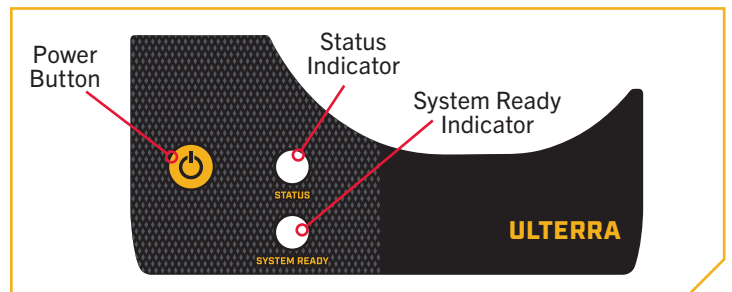 Power
Button
Status
Indicator
System Ready
Indicator
STATUS
SYSTEM READY
ULTERRA